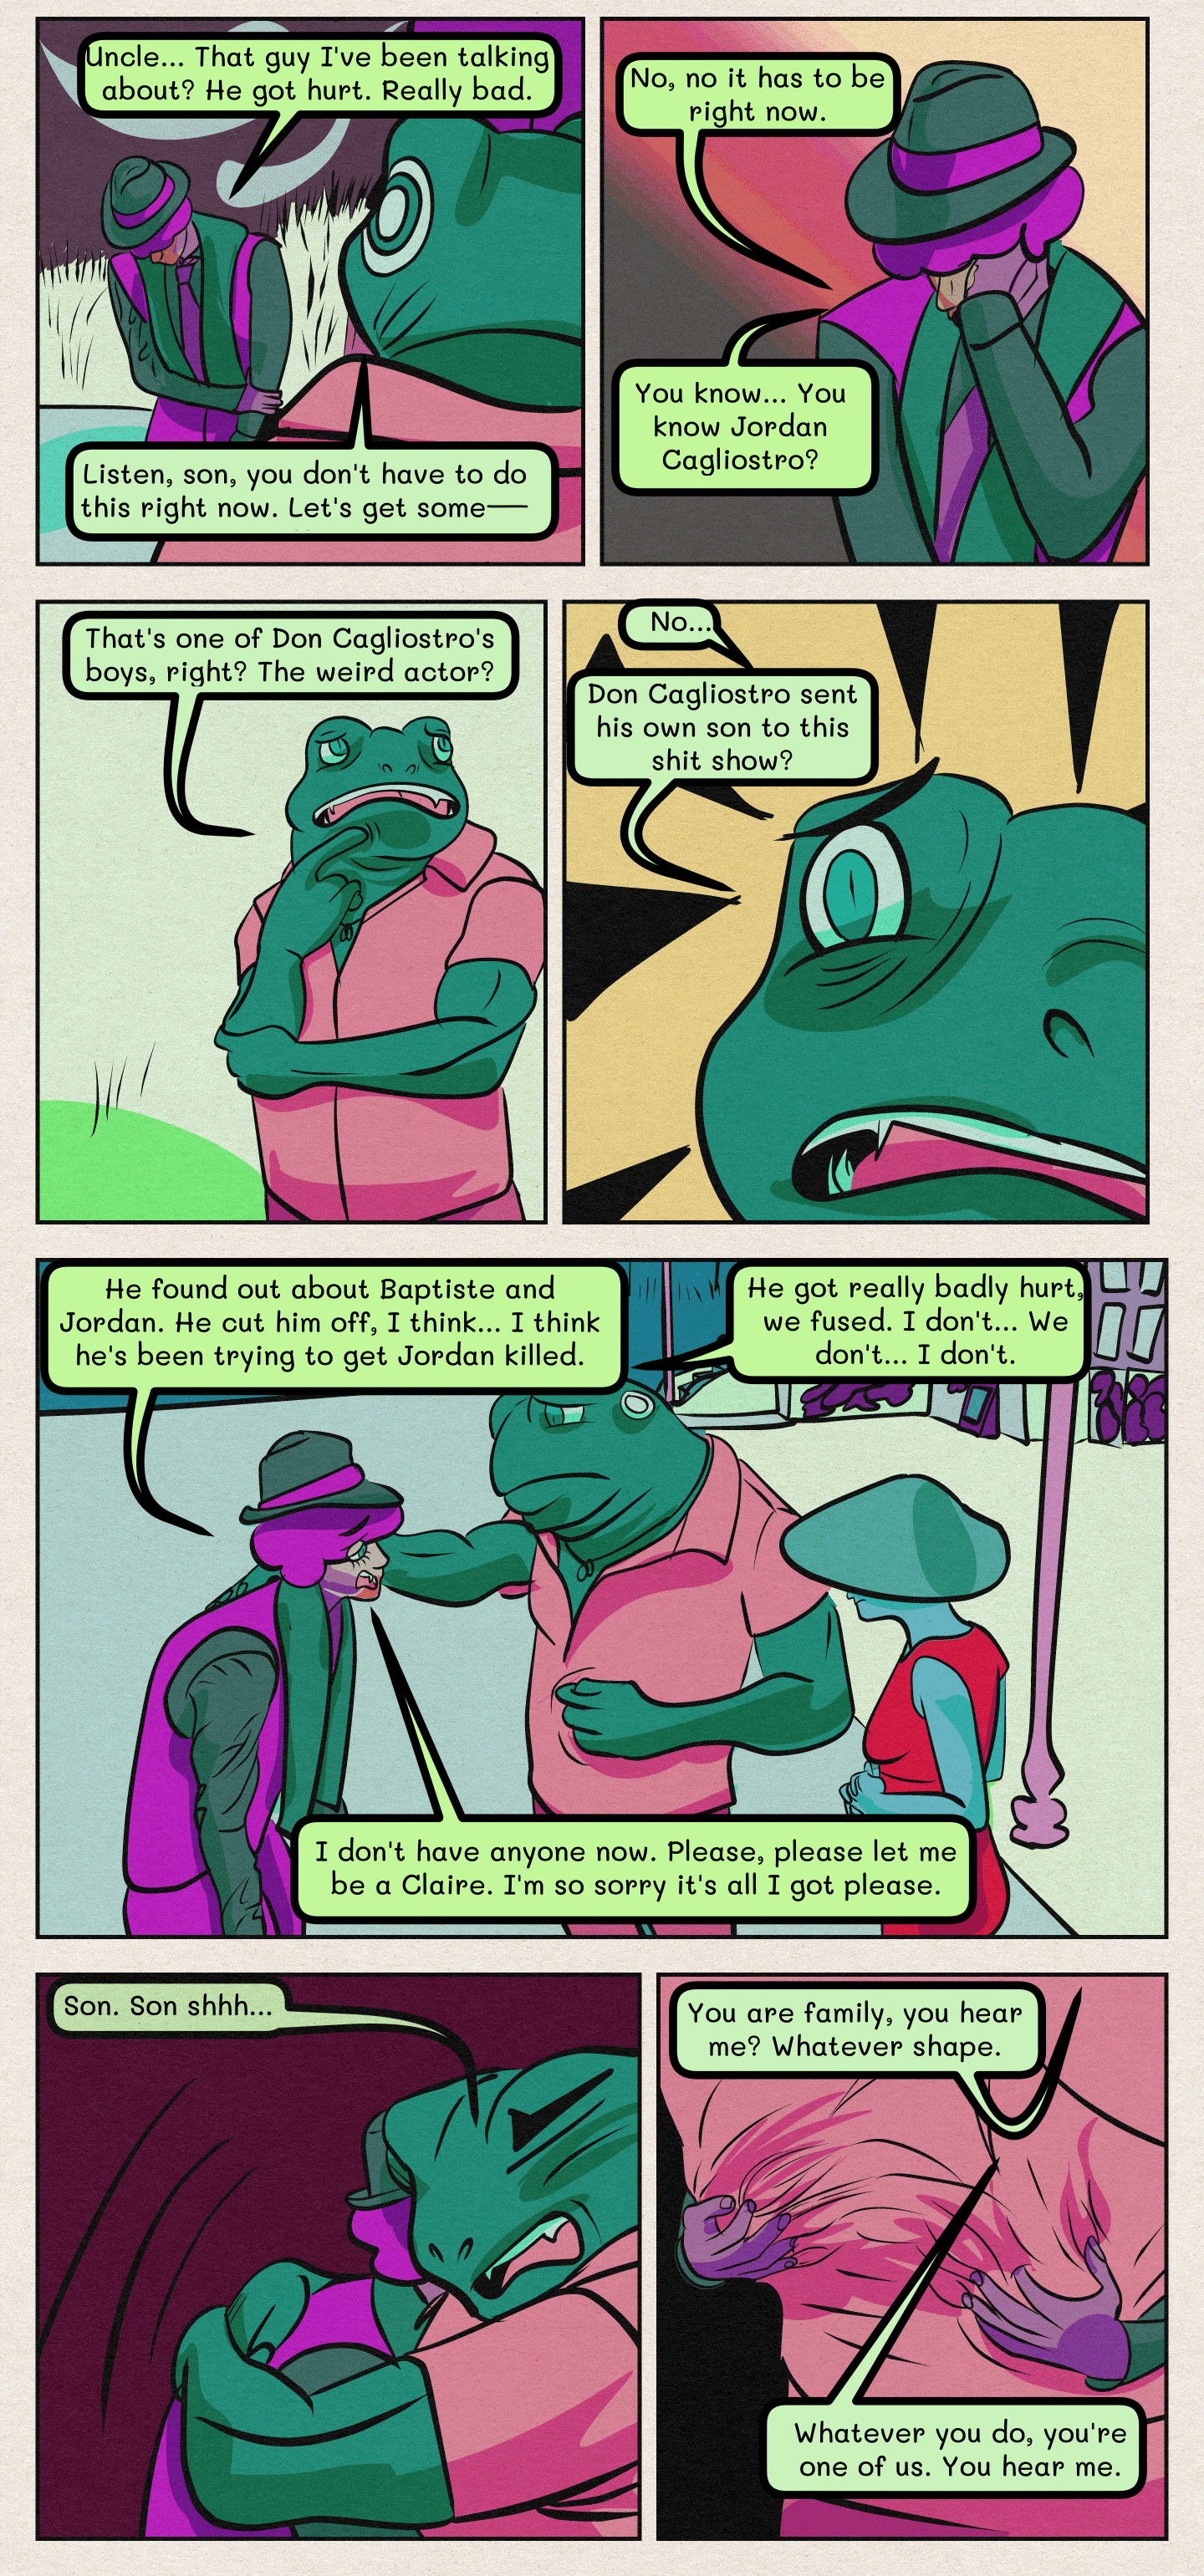 Uncle... That guy I've been talking
about? He got hurt. Really bad.
Listen, son, you don't have to do
this right now. Let's get some—
No, no it has to be
right now.
You know... You
know Jordan
Cagliostro?
That's one of Don Cagliostro's
boys, right? The weird actor?
No...
Don Cagliostro sent
his own son to this
shit show?
He found out about Baptiste and
Jordan. He cut him off, I think... I think
he's been trying to get Jordan killed.
He got really badly hurt,
we fused. I don't... We
don't... I don't.
I don't have anyone now. Please, please let me
be a Claire. I'm so sorry it's all I got please.
Son. Son shhh...
You are family, you hear
me? Whatever shape.
Whatever you do, you're
one of us. You hear me.